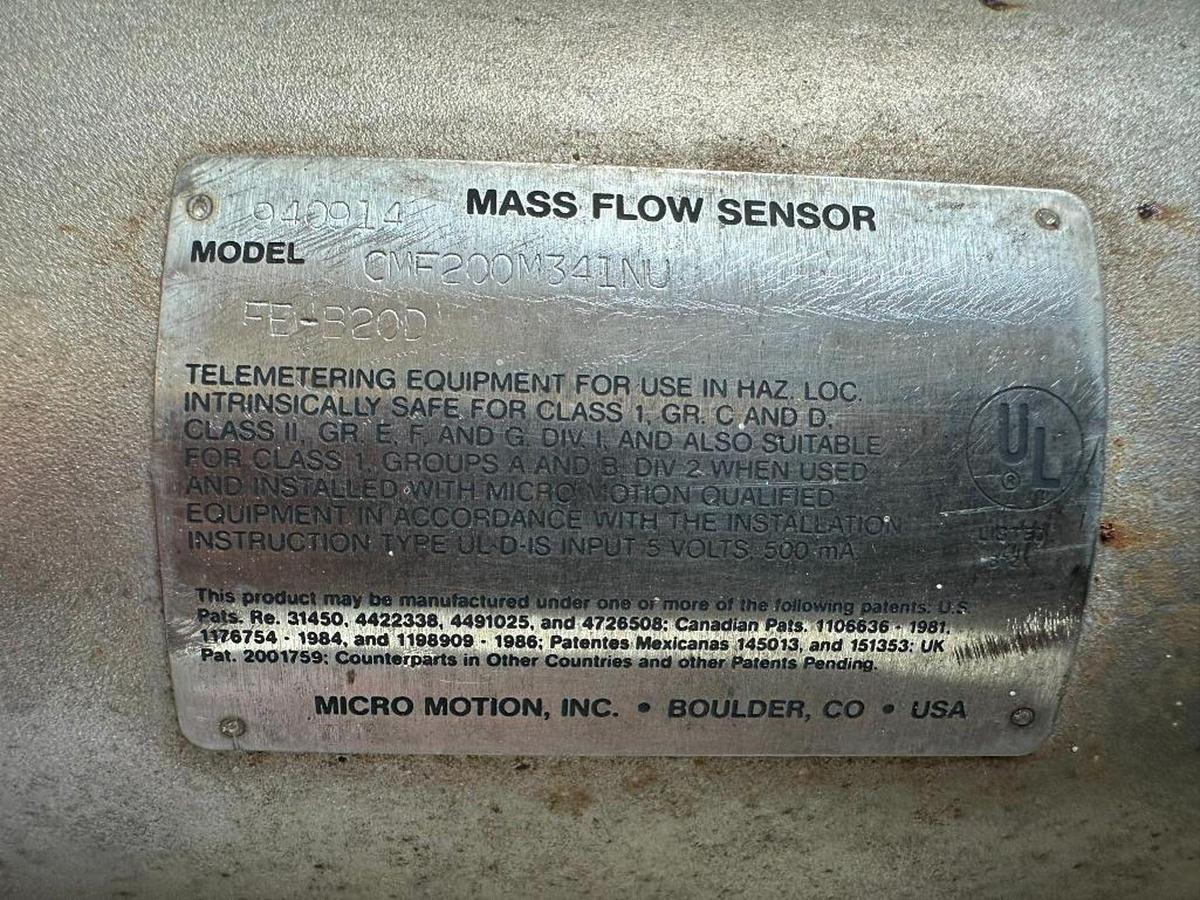 940914 MASS FLOW SENSOR
MODEL CMF200M341NU
FE-B20D
TELEMETERING EQUIPMENT FOR USE IN HAZ. LOC.
INTRINSICALLY SAFE FOR CLASS 1, GR. C AND D.
CLASS II, GR. E, F, AND G. DIV. I, AND ALSO SUITABLE
FOR CLASS 1, GROUPS A AND B, DIV 2 WHEN USED
AND INSTALLED WITH MICRO MOTION QUALIFIED
EQUIPMENT IN ACCORDANCE WITH THE INSTALLATION
INSTRUCTION TYPE UL-D-IS INPUT 5 VOLTS, 500 mA.
UL
®
LISTED
This product may be manufactured under one or more of the following patents: U.S.
Pats. Re. 31450, 4422338, 4491025, and 4726508; Canadian Pats. 1106636 - 1981,
1176754 - 1984, and 1198909 - 1986; Patentes Mexicanas 145013, and 151353; UK
Pat. 2001759; Counterparts in Other Countries and other Patents Pending.
MICRO MOTION, INC. • BOULDER, CO • USA